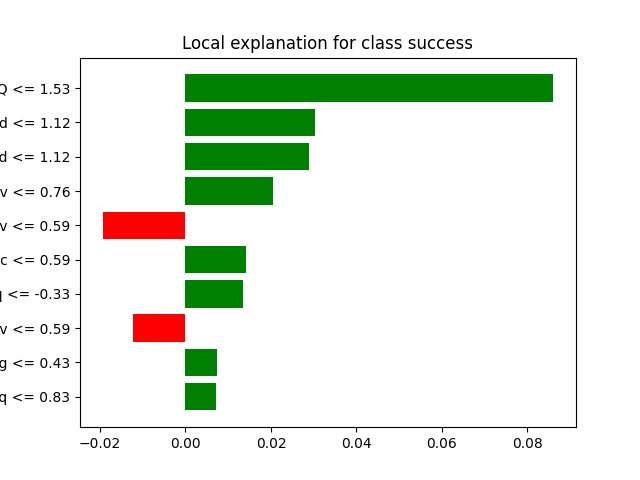 Local explanation for class success
Q <= 1.53
d <= 1.12
d <= 1.12
v <= 0.76
v <= 0.59
c <= 0.59
<= -0.33
v <= 0.59
g <= 0.43
q <= 0.83
−0.02 0.00 0.02 0.04 0.06 0.08